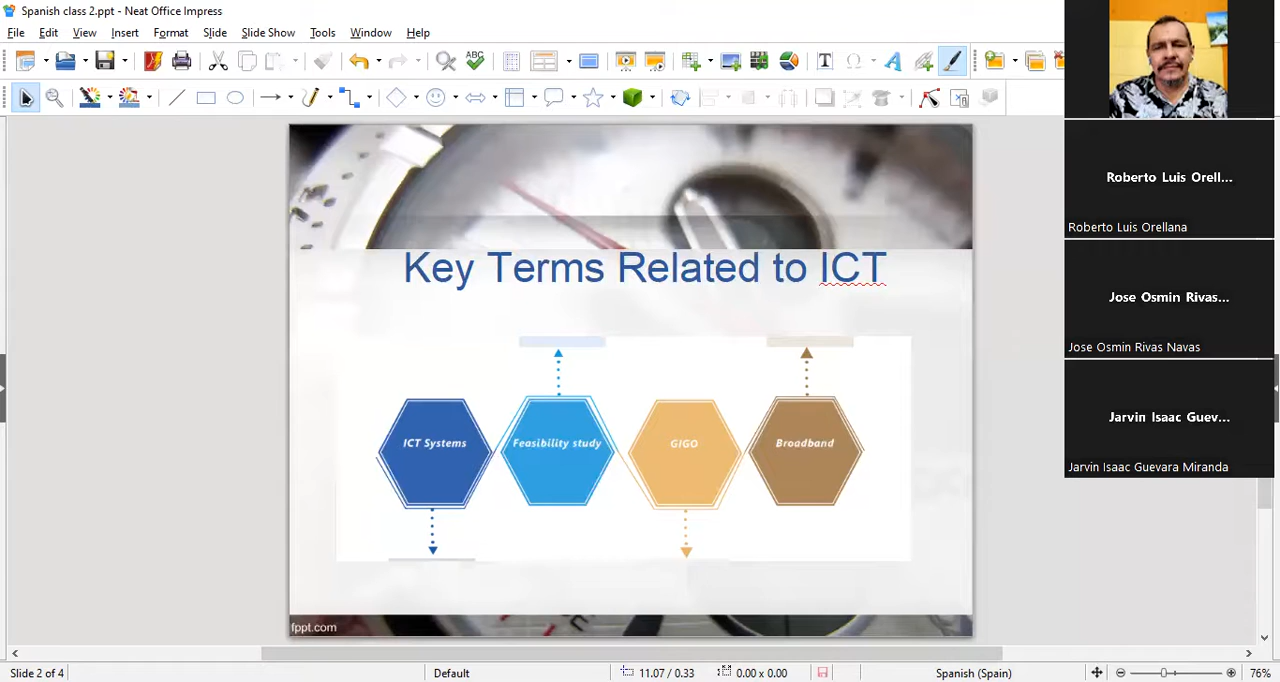 Spanish class 2.ppt - Neat Office Impress
File Edit View Insert Format Slide Slide Show Tools Window Help
Key Terms Related to ICT
ICT Systems Feasibility study GIGO Broadband
fppt.com
Roberto Luis Orell...
Roberto Luis Orellana
Jose Osmin Rivas...
Jose Osmin Rivas Navas
Jarvin Isaac Guev...
Jarvin Isaac Guevara Miranda
Slide 2 of 4 Default 11.07 / 0.33 0.00 x 0.00 Spanish (Spain) 76%